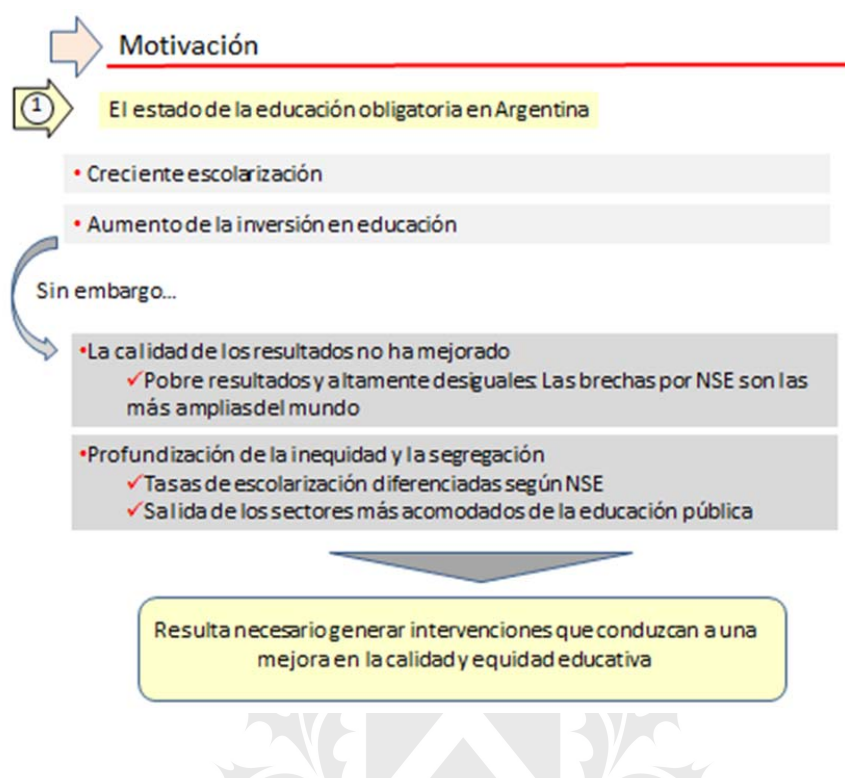 Motivación
1
El estado de la educación obligatoria en Argentina
• Creciente escolarización
• Aumento de la inversión en educación
Sin embargo...
•La calidad de los resultados no ha mejorado
✓Pobre resultados y altamente desiguales: Las brechas por NSE son las
más amplias del mundo
•Profundización de la inequidad y la segregación
✓Tasas de escolarización diferenciadas según NSE
✓Salida de los sectores más acomodados de la educación pública
Resulta necesario generar intervenciones que conduzcan a una
mejora en la calidad y equidad educativa